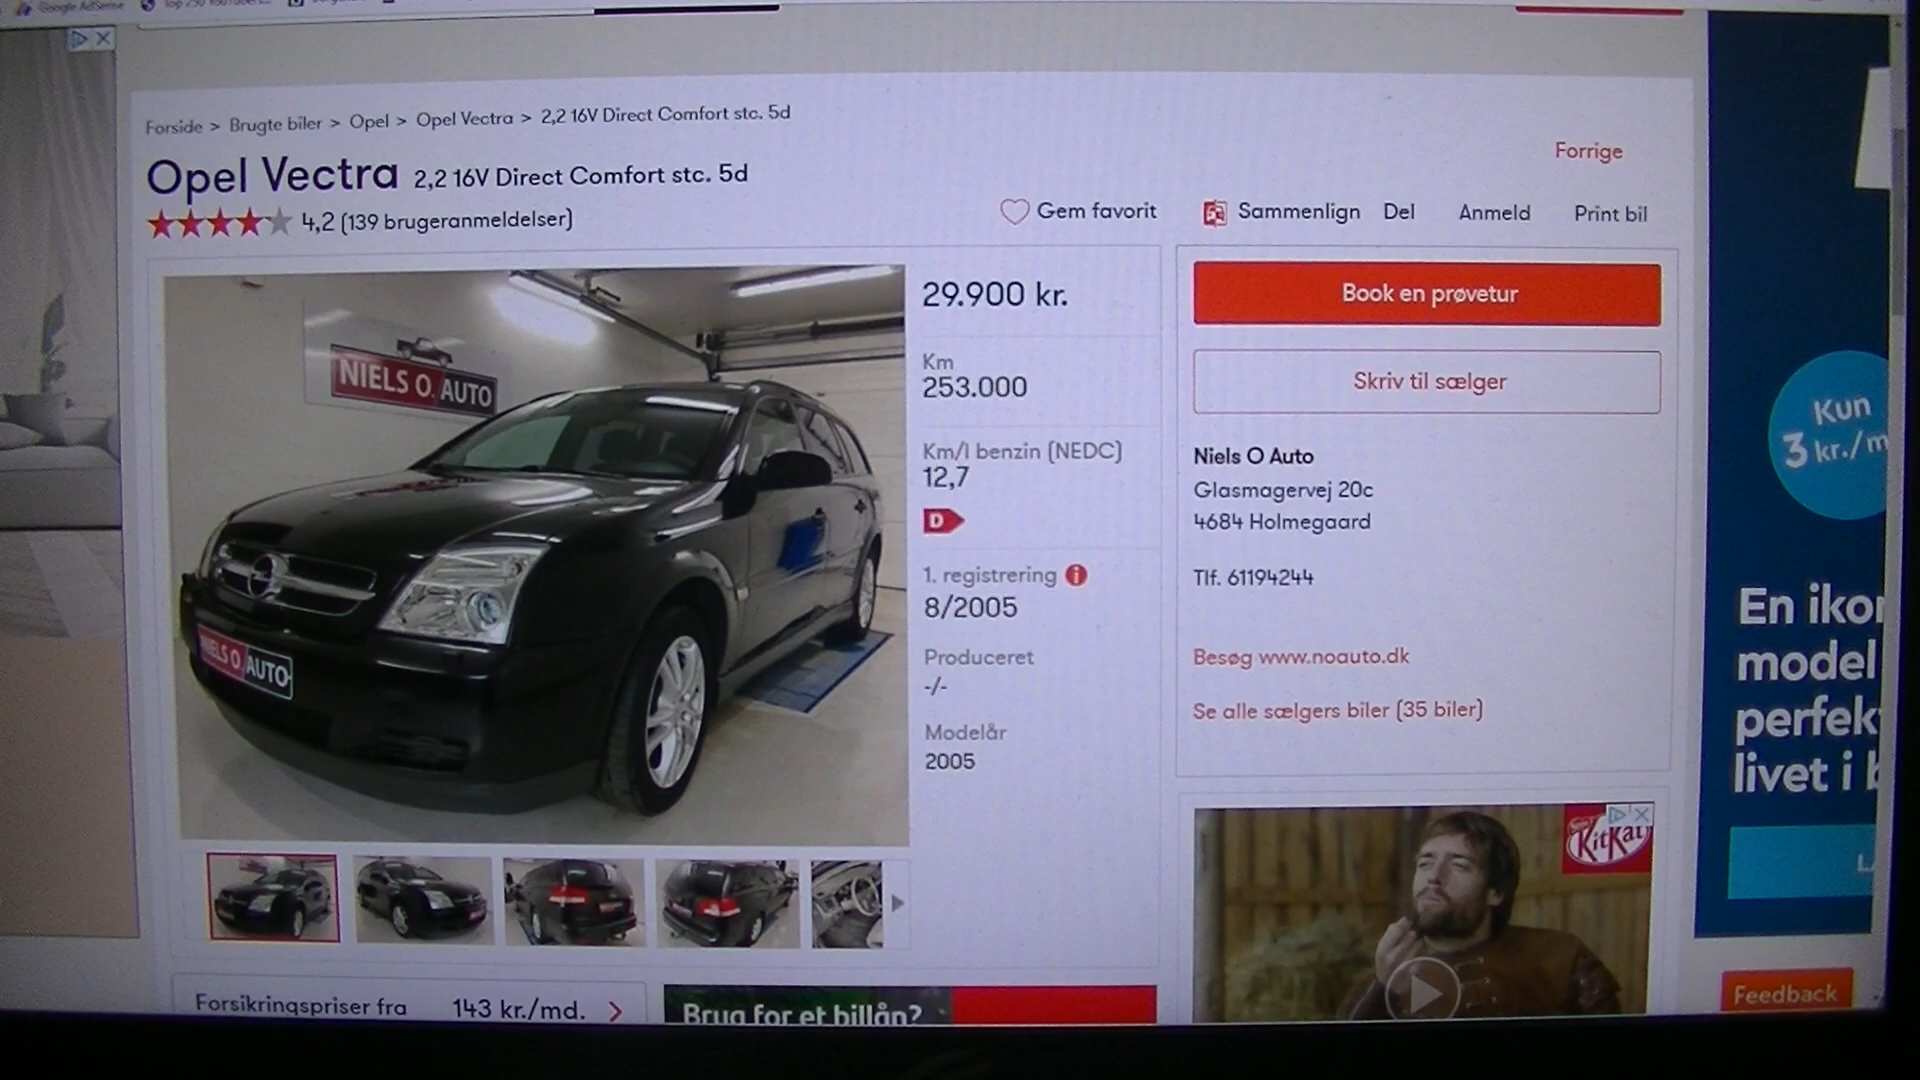 Google AdSense
Forside > Brugte biler > Opel > Opel Vectra > 2,2 16V Direct Comfort stc. 5d
Forrige
Opel Vectra 2,2 16V Direct Comfort stc. 5d
4,2 (139 brugeranmeldelser)
Gem favorit
Sammenlign
Del
Anmeld
Print bil
NIELS O. AUTO
NIELS O. AUTO
29.900 kr.
Km
253.000
Km/l benzin (NEDC)
12,7
D
1. registrering
8/2005
Produceret
-/-
Modelår
2005
Book en prøvetur
Skriv til sælger
Niels O Auto
Glasmagervej 20c
4684 Holmegaard
Tlf. 61194244
Besøg www.noauto.dk
Se alle sælgers biler (35 biler)
KitKat
Kun
3 kr./m
En ikon
model
perfek
livet i b
Forsikringspriser fra 143 kr./md.
Brug for et billån?
Feedback